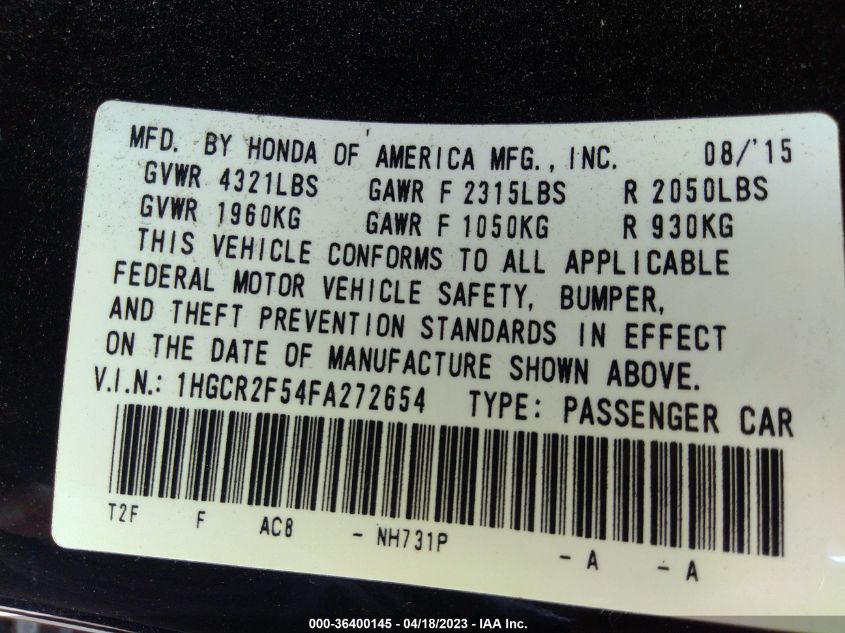 MFD. BY HONDA OF AMERICA MFG., INC. 08/'15
GVWR 4321LBS GAWR F 2315LBS R 2050LBS
GVWR 1960KG GAWR F 1050KG R 930KG
THIS VEHICLE CONFORMS TO ALL APPLICABLE
FEDERAL MOTOR VEHICLE SAFETY, BUMPER,
AND THEFT PREVENTION STANDARDS IN EFFECT
ON THE DATE OF MANUFACTURE SHOWN ABOVE.
V.I.N.: 1HGCR2F54FA272654 TYPE: PASSENGER CAR
T2F F AC8 - NH731P - A - A
000-36400145 - 04/18/2023 - IAA Inc.